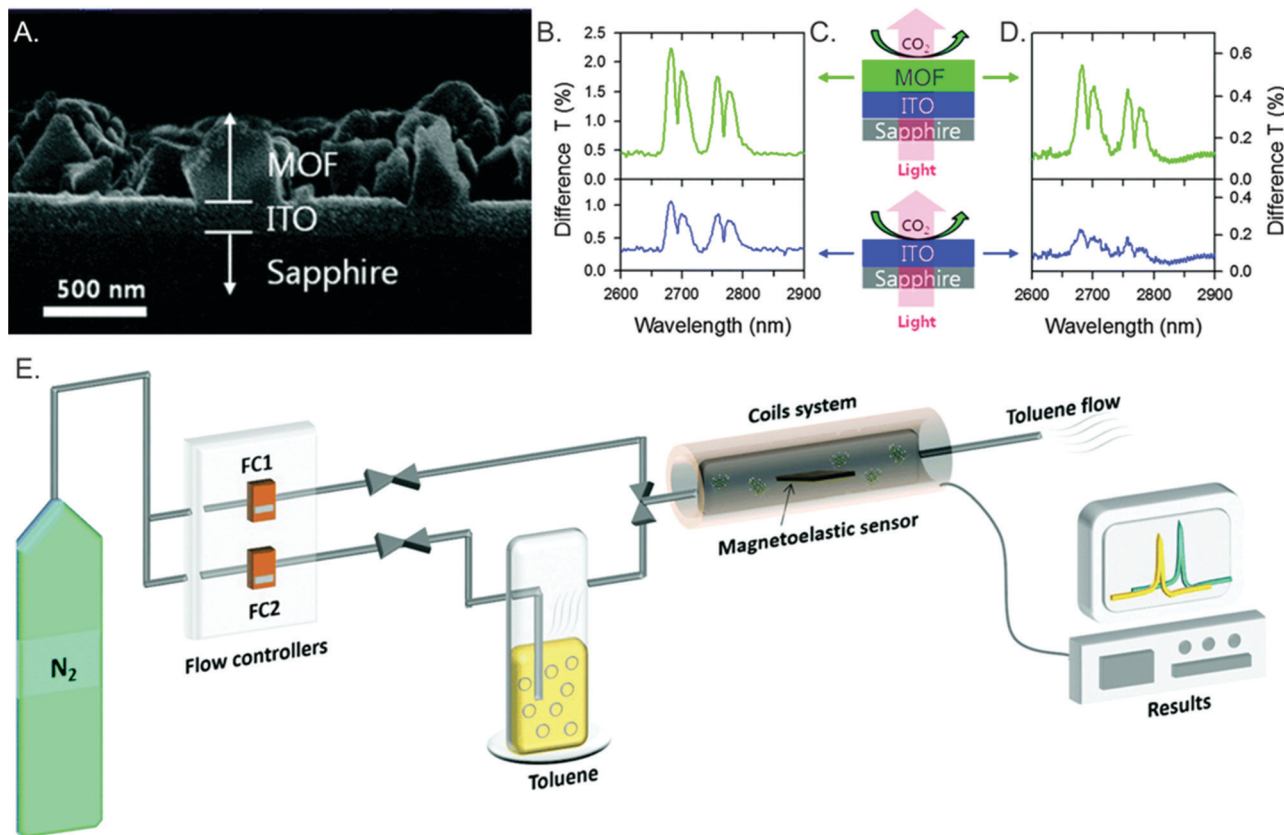 A.
MOF
ITO
Sapphire
500 nm
B.
Difference T (%)
2.5
2.0
1.5
1.0
0.5
0.0
1.0
0.5
0.0
2600 2700 2800 2900
Wavelength (nm)
C.
CO2
MOF
ITO
Sapphire
Light
CO2
ITO
Sapphire
Light
D.
0.6
0.4
0.2
0.0
0.4
0.2
0.0
Difference T (%)
2600 2700 2800 2900
Wavelength (nm)
E.
N2
FC1
FC2
Flow controllers
Toluene
Coils system
Magnetoelastic sensor
Toluene flow
Results